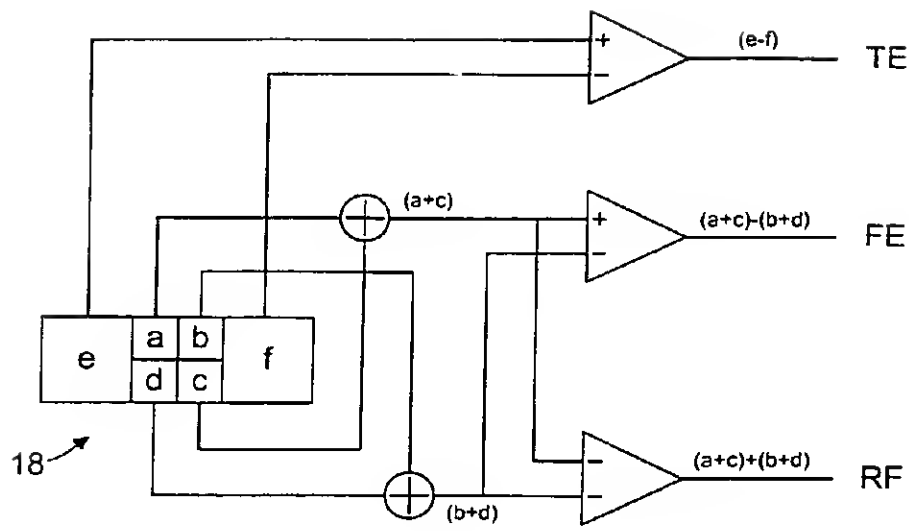 +
-
(e-f)
TE
(a+c)
+
-
(a+c)-(b+d)
FE
e
a
b
f
d
c
18
-
-
(a+c)+(b+d)
RF
(b+d)